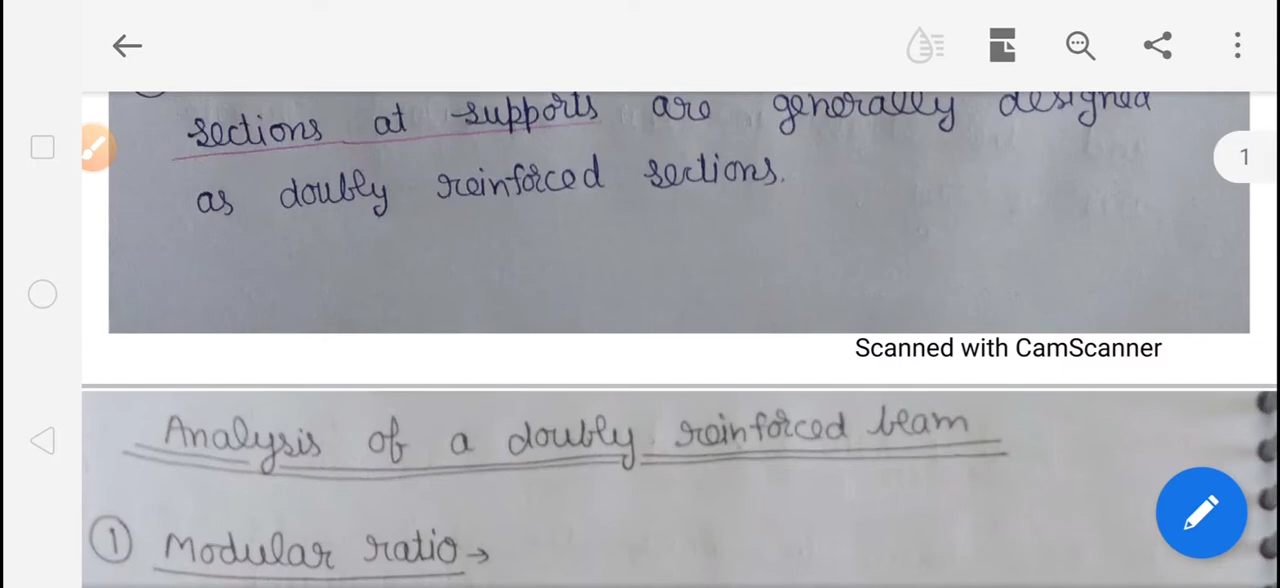 sections at supports are generally designed
1
as doubly reinforced sections.
Scanned with CamScanner
Analysis of a doubly reinforced beam
① Modular ratio →